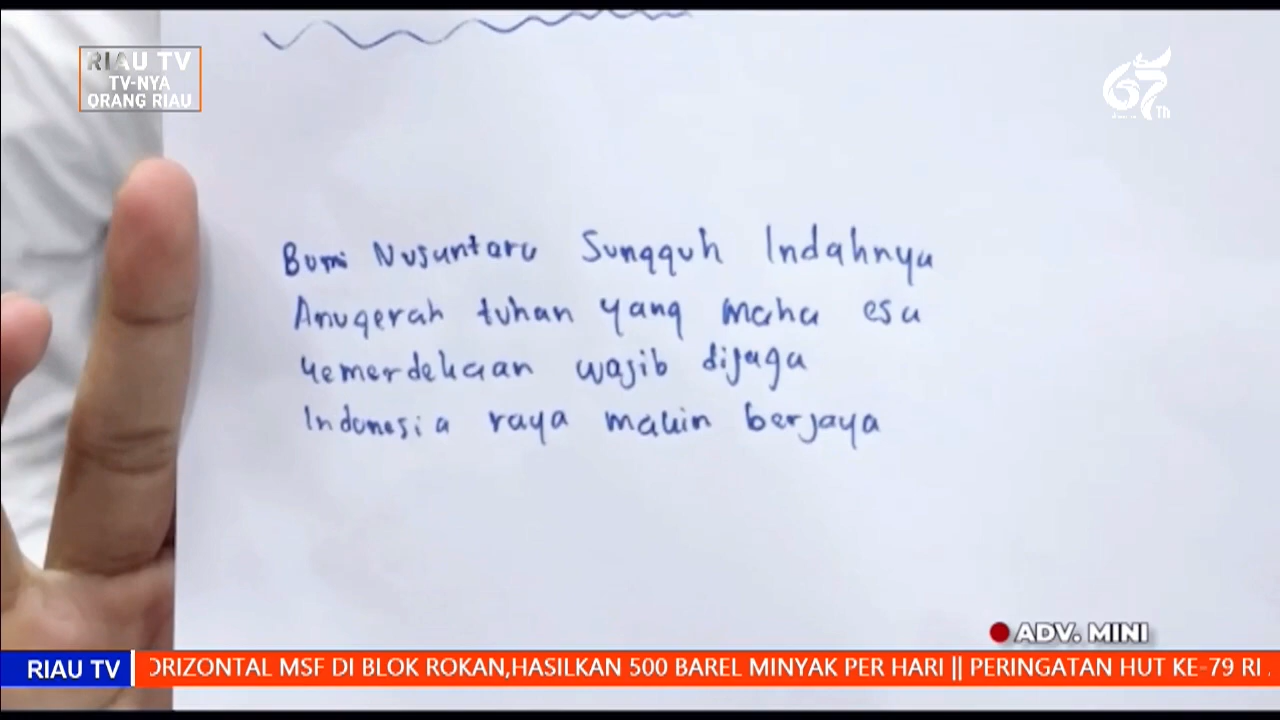 RIAU TV
TV-NYA
ORANG RIAU
67
Th
Bumi Nusantara Sungguh Indahnya
Anugerah tuhan yang maha esa
Kemerdekaan wajib dijaga
Indonesia raya makin berjaya
ADV. MINI
RIAU TV
ORIZONTAL MSF DI BLOK ROKAN,HASILKAN 500 BAREL MINYAK PER HARI || PERINGATAN HUT KE-79 RI